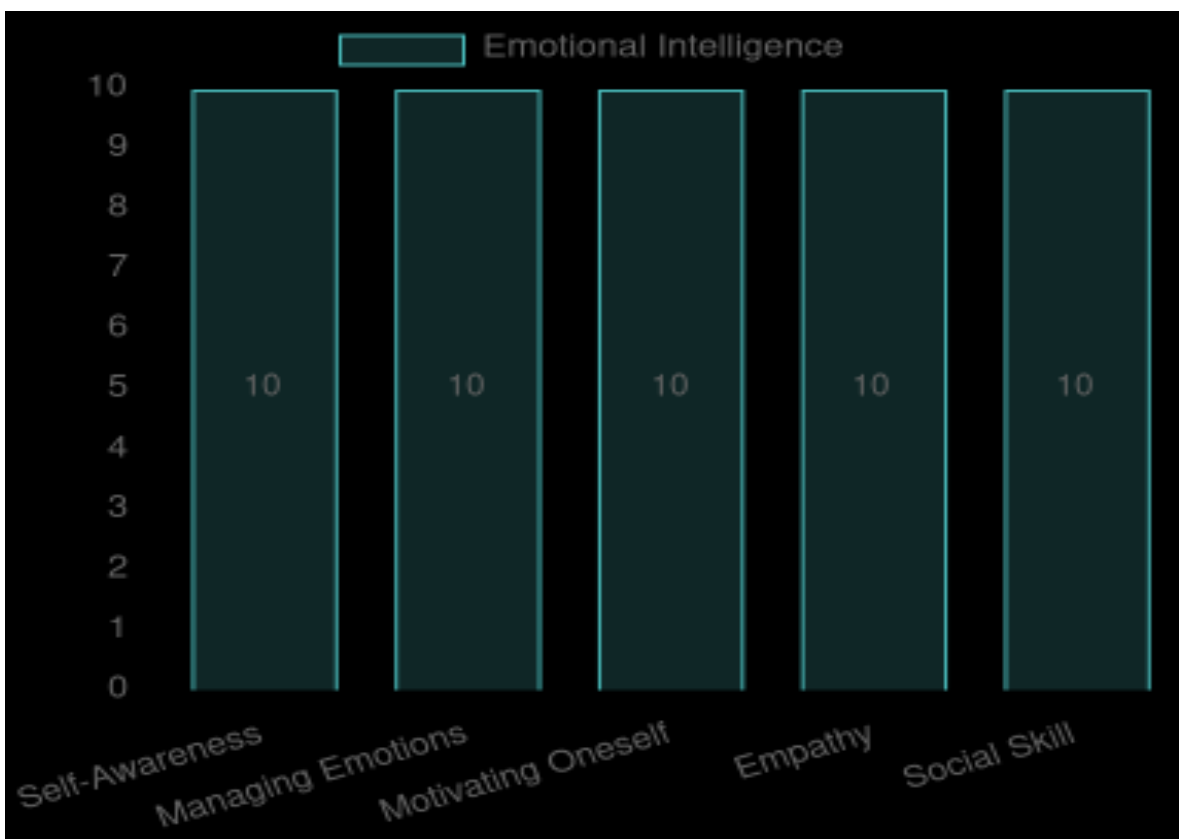 Emotional Intelligence
10
9
8
7
6
5
4
3
2
1
0
10 10 10 10 10
Self-Awareness
Managing Emotions
Motivating Oneself
Empathy
Social Skill